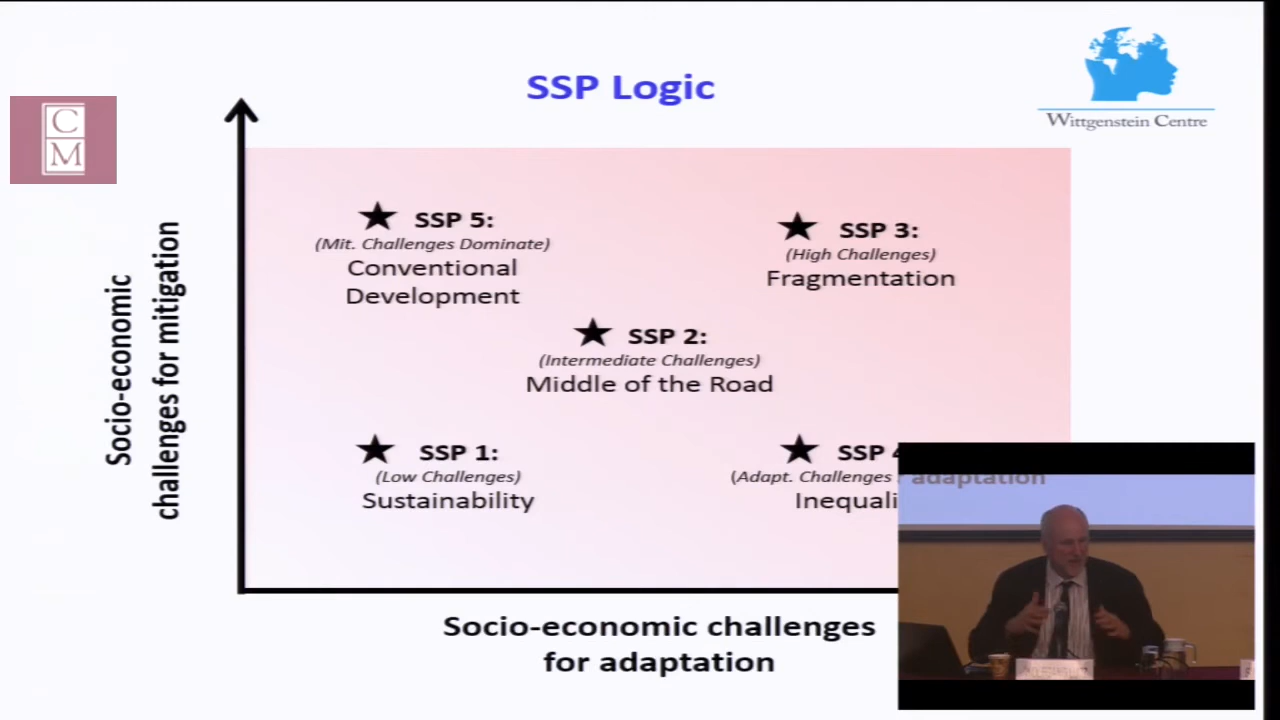 SSP Logic
Wittgenstein Centre
C
M
Socio-economic
challenges for mitigation
SSP 5:
(Mit. Challenges Dominate)
Conventional
Development
SSP 3:
(High Challenges)
Fragmentation
SSP 2:
(Intermediate Challenges)
Middle of the Road
SSP 1:
(Low Challenges)
Sustainability
SSP
(Adapt. Challenges
Inequali
adaptation
Socio-economic challenges
for adaptation